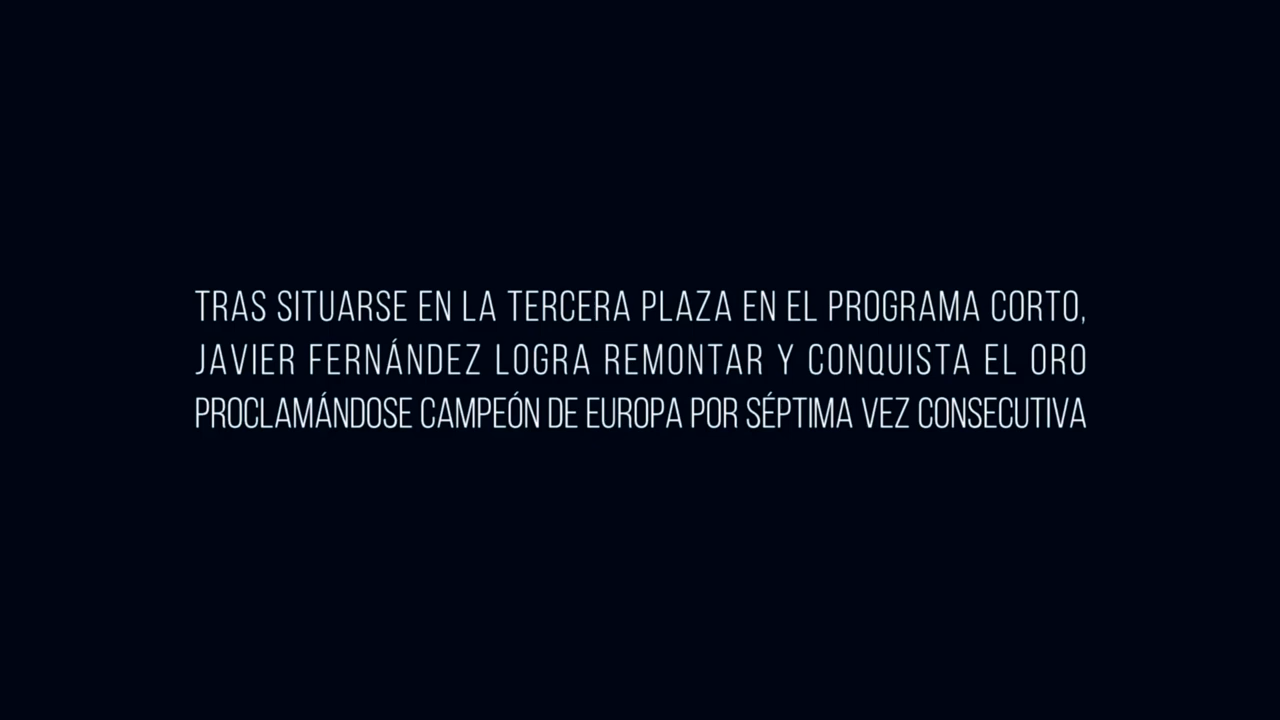 TRAS SITUARSE EN LA TERCERA PLAZA EN EL PROGRAMA CORTO,
JAVIER FERNÁNDEZ LOGRA REMONTAR Y CONQUISTA EL ORO
PROCLAMÁNDOSE CAMPEÓN DE EUROPA POR SÉPTIMA VEZ CONSECUTIVA